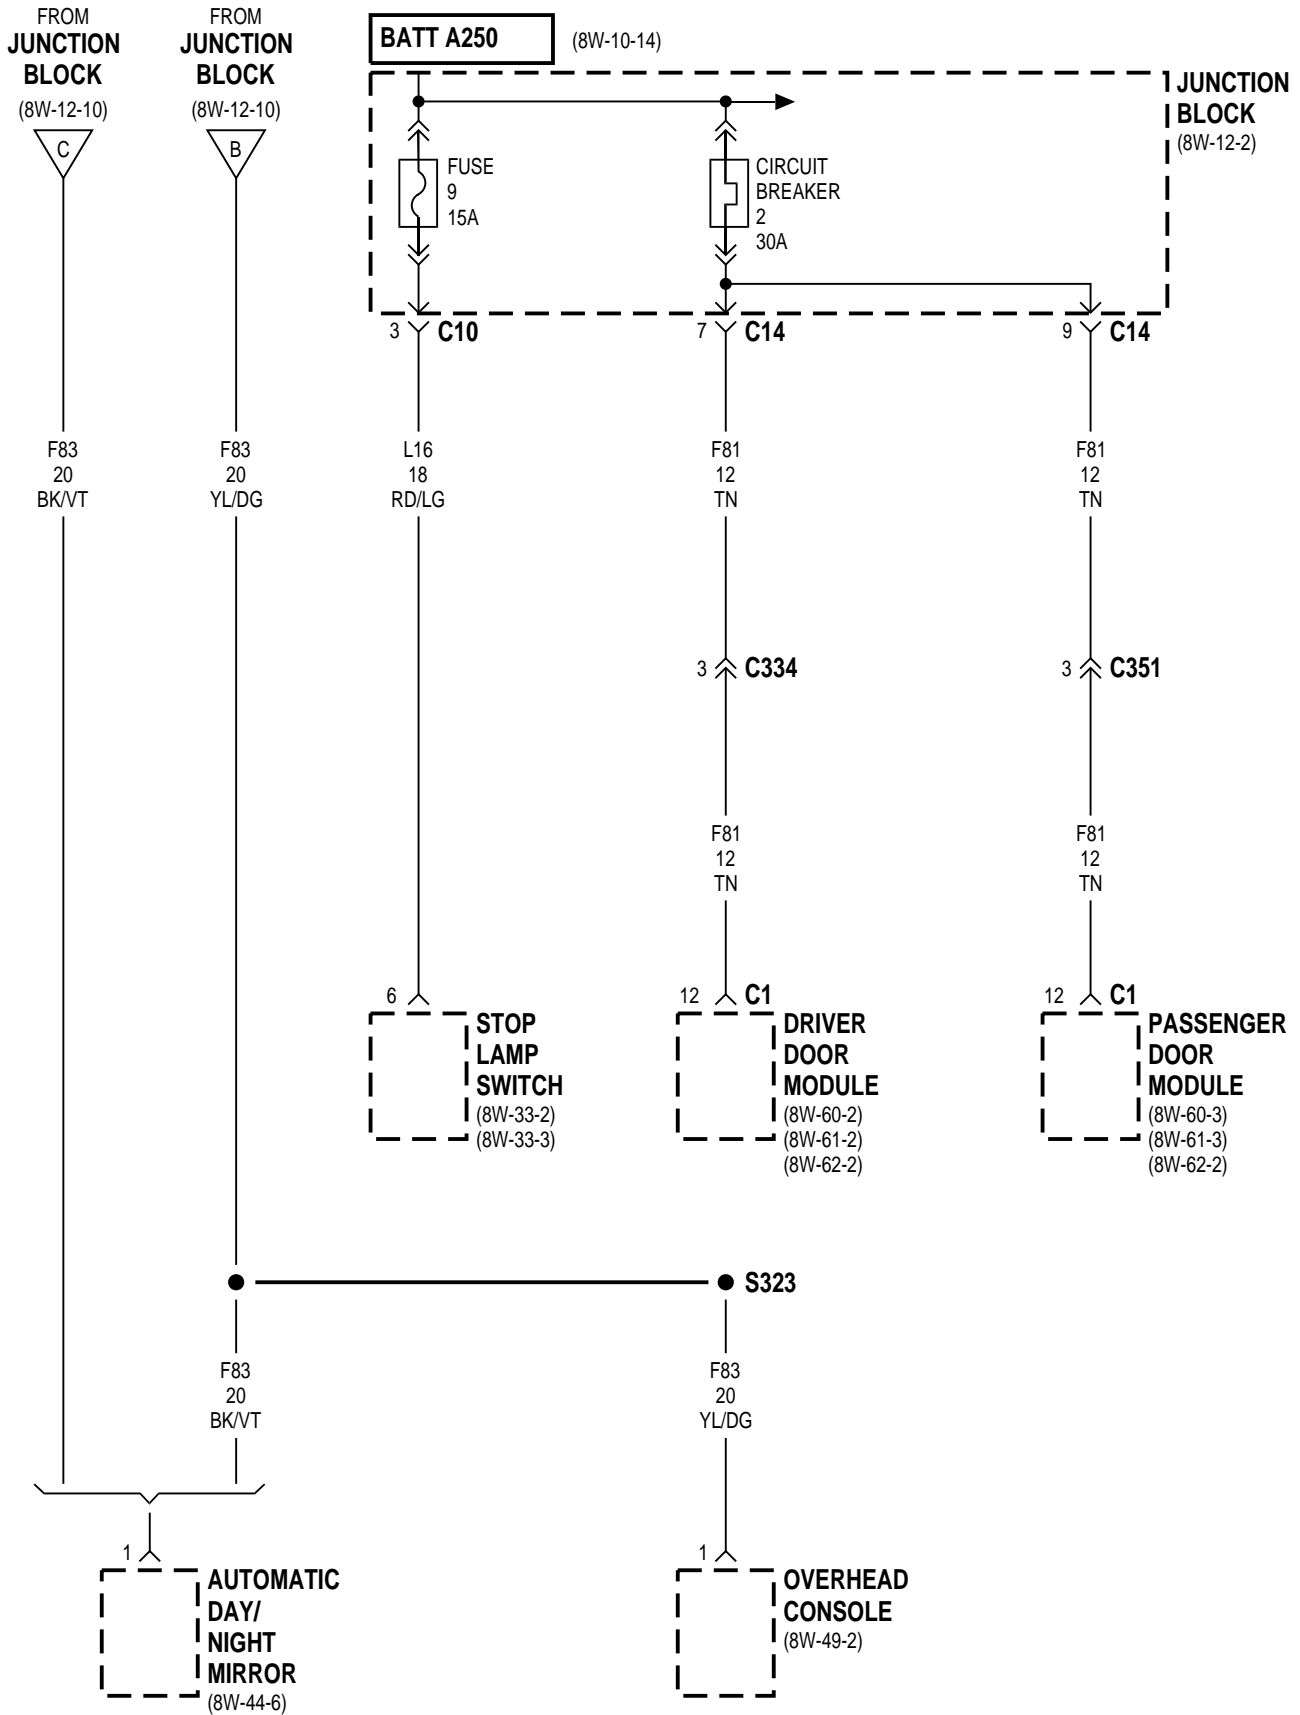 FROM
JUNCTION
BLOCK
(8W-12-10)
C
FROM
JUNCTION
BLOCK
(8W-12-10)
B
BATT A250
(8W-10-14)
JUNCTION
BLOCK
(8W-12-2)
FUSE
9
15A
CIRCUIT
BREAKER
2
30A
3 C10
7 C14
9 C14
F83
20
BK/VT
F83
20
YL/DG
L16
18
RD/LG
F81
12
TN
F81
12
TN
3 C334
3 C351
F81
12
TN
F81
12
TN
6
STOP
LAMP
SWITCH
(8W-33-2)
(8W-33-3)
12 C1
DRIVER
DOOR
MODULE
(8W-60-2)
(8W-61-2)
(8W-62-2)
12 C1
PASSENGER
DOOR
MODULE
(8W-60-3)
(8W-61-3)
(8W-62-2)
S323
F83
20
BK/VT
F83
20
YL/DG
1
AUTOMATIC
DAY/
NIGHT
MIRROR
(8W-44-6)
1
OVERHEAD
CONSOLE
(8W-49-2)